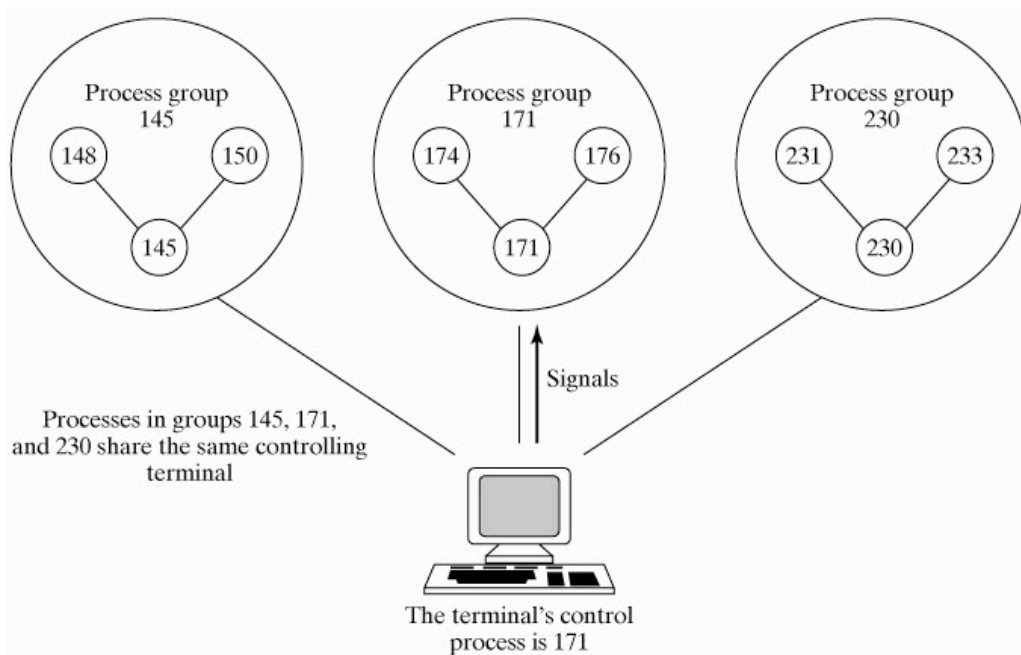 Process group
145
148
150
145
Process group
171
174
176
171
Process group
230
231
233
230
Signals
Processes in groups 145, 171,
and 230 share the same controlling
terminal
The terminal's control
process is 171